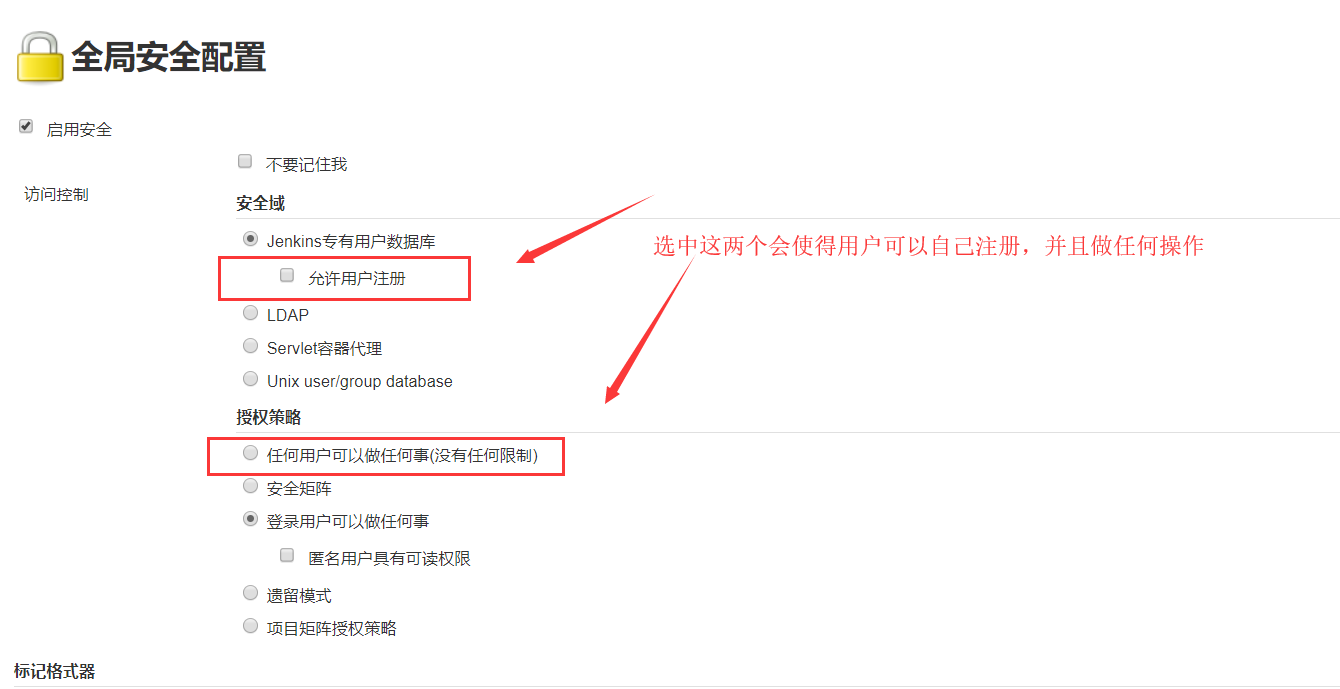 全局安全配置
启用安全
不要记住我
访问控制
安全域
Jenkins专有用户数据库
选中这两个会使得用户可以自己注册，并且做任何操作
允许用户注册
LDAP
Servlet容器代理
Unix user/group database
授权策略
任何用户可以做任何事(没有任何限制)
安全矩阵
登录用户可以做任何事
匿名用户具有可读权限
遗留模式
项目矩阵授权策略
标记格式器